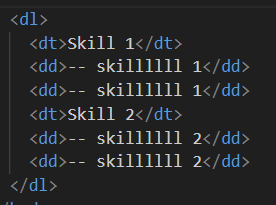 <dl>
<dt>Skill 1</dt>
<dd>-- skillllll 1</dd>
<dd>-- skillllll 1</dd>
<dt>Skill 2</dt>
<dd>-- skillllll 2</dd>
<dd>-- skillllll 2</dd>
</dl>